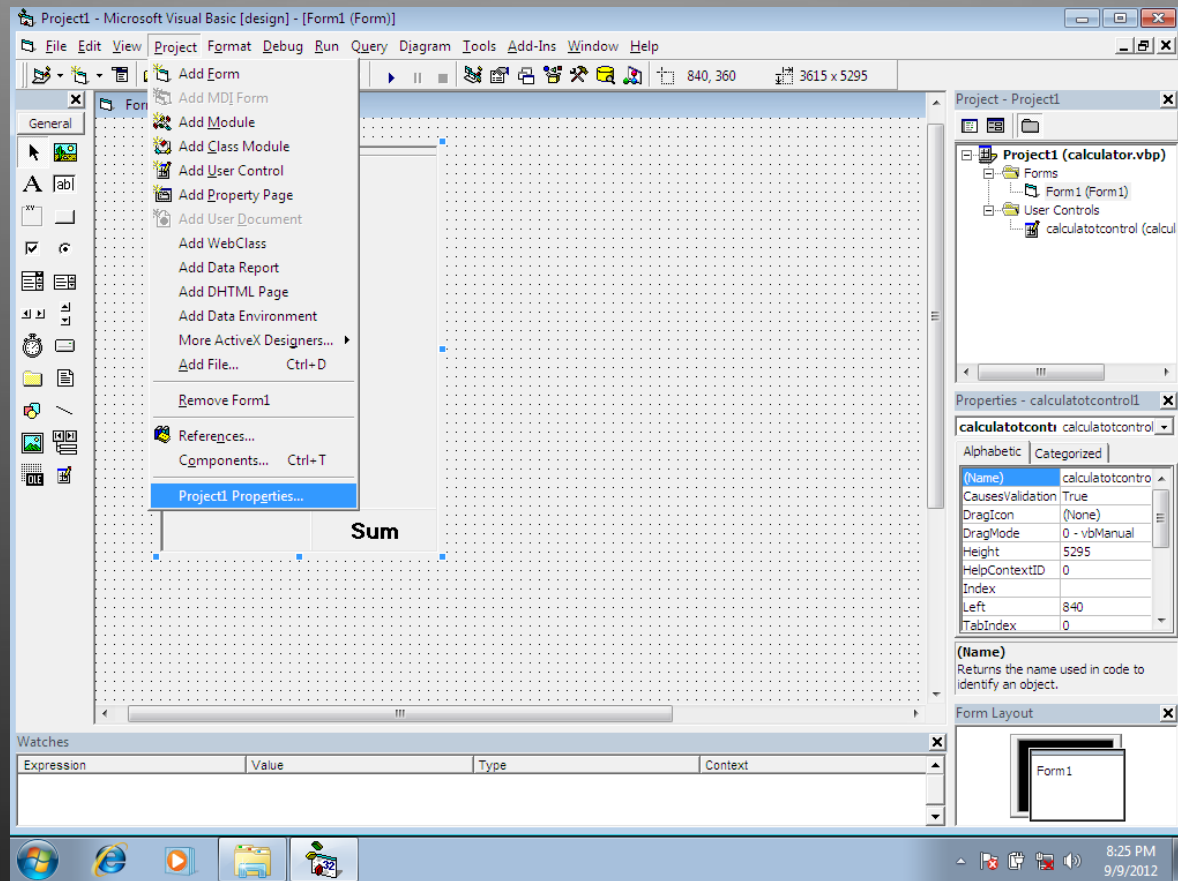 Project1 - Microsoft Visual Basic [design] - [Form1 (Form)]
File Edit View Project Format Debug Run Query Diagram Tools Add-Ins Window Help
840, 360 3615 x 5295
General
A ab|
XY
OLE
Add Form
Add MDI Form
Add Module
Add Class Module
Add User Control
Add Property Page
Add User Document
Add WebClass
Add Data Report
Add DHTML Page
Add Data Environment
More ActiveX Designers...
Add File... Ctrl+D
Remove Form1
References...
Components... Ctrl+T
Project1 Properties...
Sum
Project - Project1
Project1 (calculator.vbp)
Forms
Form1 (Form1)
User Controls
calculatotcontrol (calcul
Properties - calculatotcontrol1
calculatotconti calculatotcontrol
Alphabetic Categorized
(Name) calculatotcontro
CausesValidation True
DragIcon (None)
DragMode 0 - vbManual
Height 5295
HelpContextID 0
Index
Left 840
TabIndex 0
(Name)
Returns the name used in code to
identify an object.
Form Layout
Form1
Watches
Expression Value Type Context
32
8:25 PM
9/9/2012